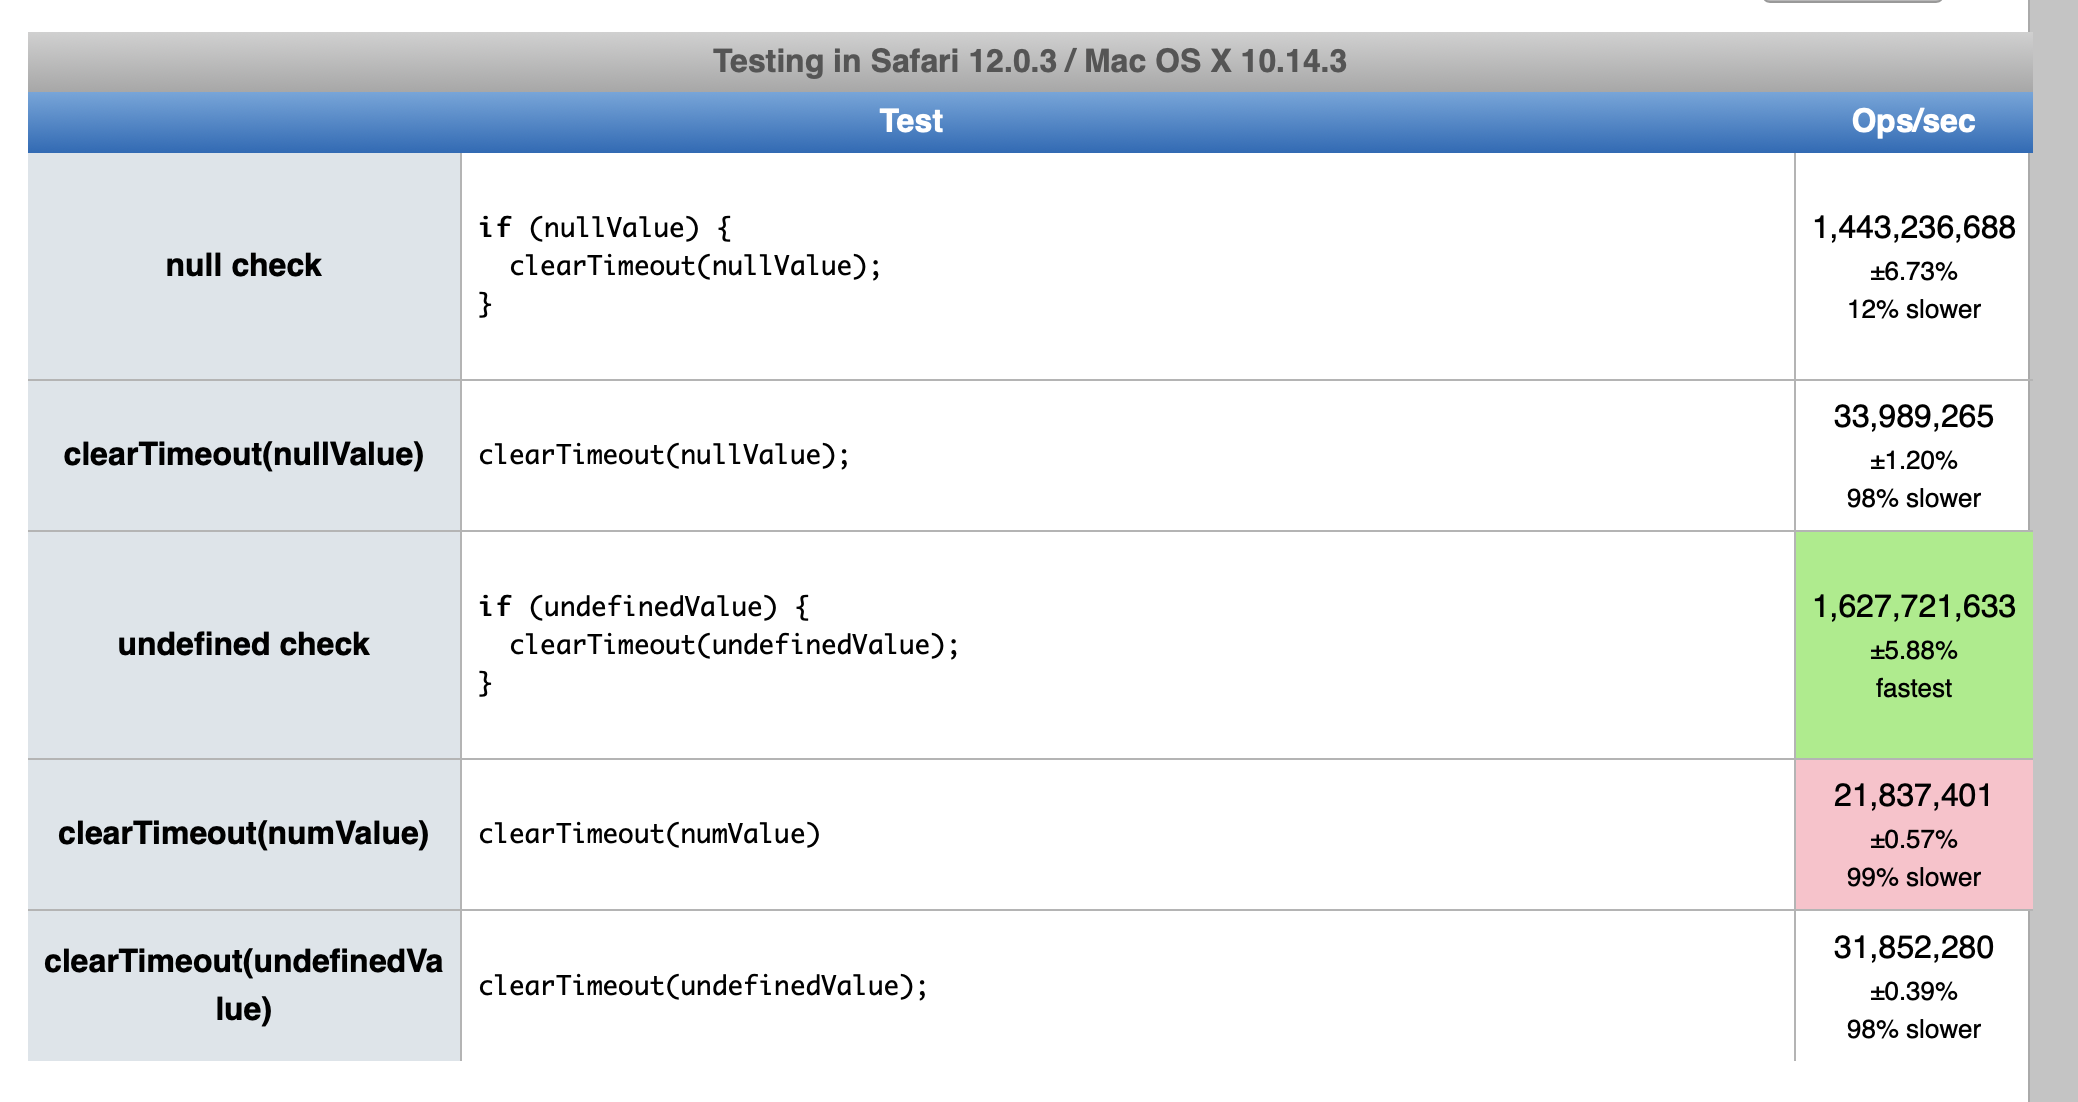 Testing in Safari 12.0.3 / Mac OS X 10.14.3
Test
Ops/sec
null check
if (nullValue) {
  clearTimeout(nullValue);
}
1,443,236,688
±6.73%
12% slower
clearTimeout(nullValue)
clearTimeout(nullValue);
33,989,265
±1.20%
98% slower
undefined check
if (undefinedValue) {
  clearTimeout(undefinedValue);
}
1,627,721,633
±5.88%
fastest
clearTimeout(numValue)
clearTimeout(numValue)
21,837,401
±0.57%
99% slower
clearTimeout(undefinedVa
lue)
clearTimeout(undefinedValue);
31,852,280
±0.39%
98% slower